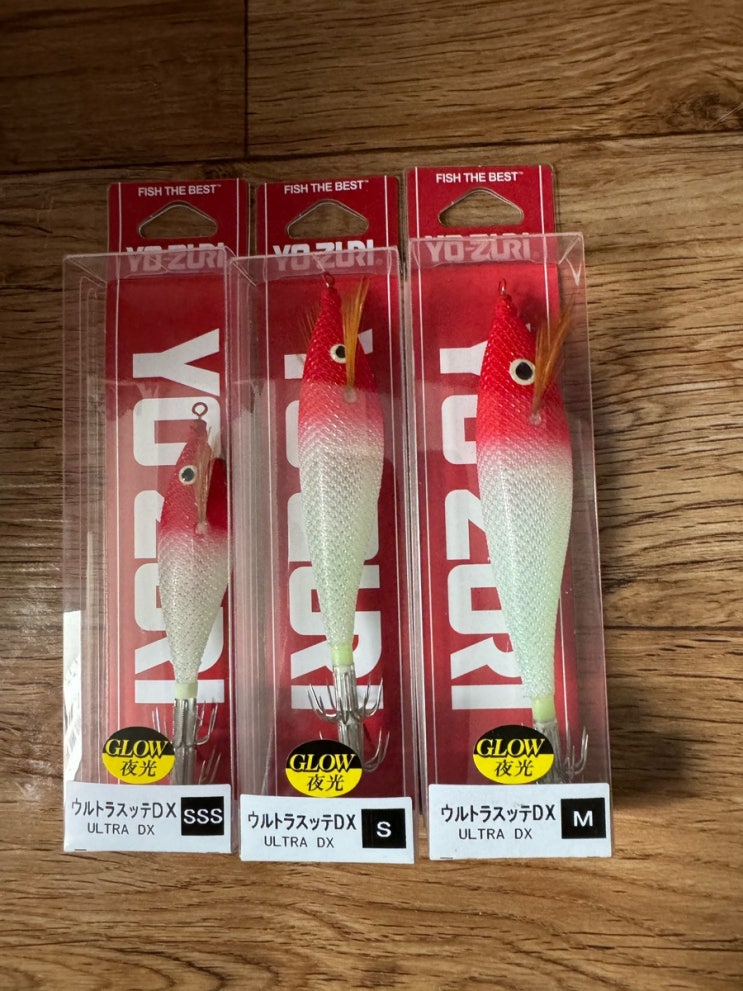 FISH THE BEST™
YO-ZURI
YO-ZURI
GLOW
夜光
ウルトラスッテDX SSS
ULTRA DX
FISH THE BEST™
YO-ZURI
YO-ZURI
GLOW
夜光
ウルトラスッテDX S
ULTRA DX
FISH THE BEST™
YO-ZURI
YO-ZURI
GLOW
夜光
ウルトラスッテDX M
ULTRA DX